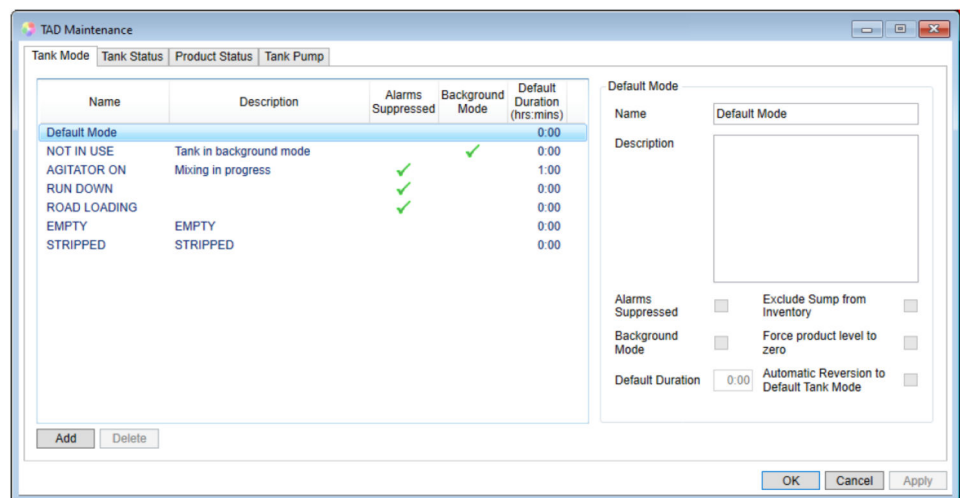 TAD Maintenance
Tank Mode Tank Status Product Status Tank Pump
Name Description Alarms Suppressed Background Mode Default Duration (hrs:mins)
Default Mode 0:00
NOT IN USE Tank in background mode 0:00
AGITATOR ON Mixing in progress 1:00
RUN DOWN 0:00
ROAD LOADING 0:00
EMPTY EMPTY 0:00
STRIPPED STRIPPED 0:00
Add Delete
Default Mode
Name Default Mode
Description
Alarms Suppressed Exclude Sump from Inventory
Background Mode Force product level to zero
Default Duration 0:00 Automatic Reversion to Default Tank Mode
OK Cancel Apply